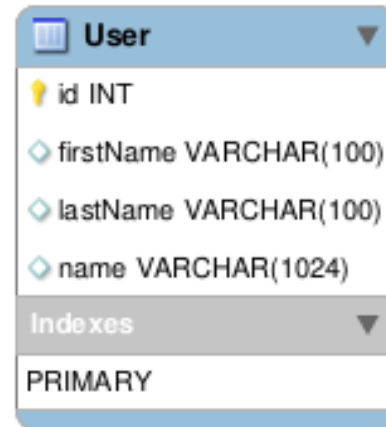 User
id INT
firstName VARCHAR(100)
lastName VARCHAR(100)
name VARCHAR(1024)
Indexes
PRIMARY